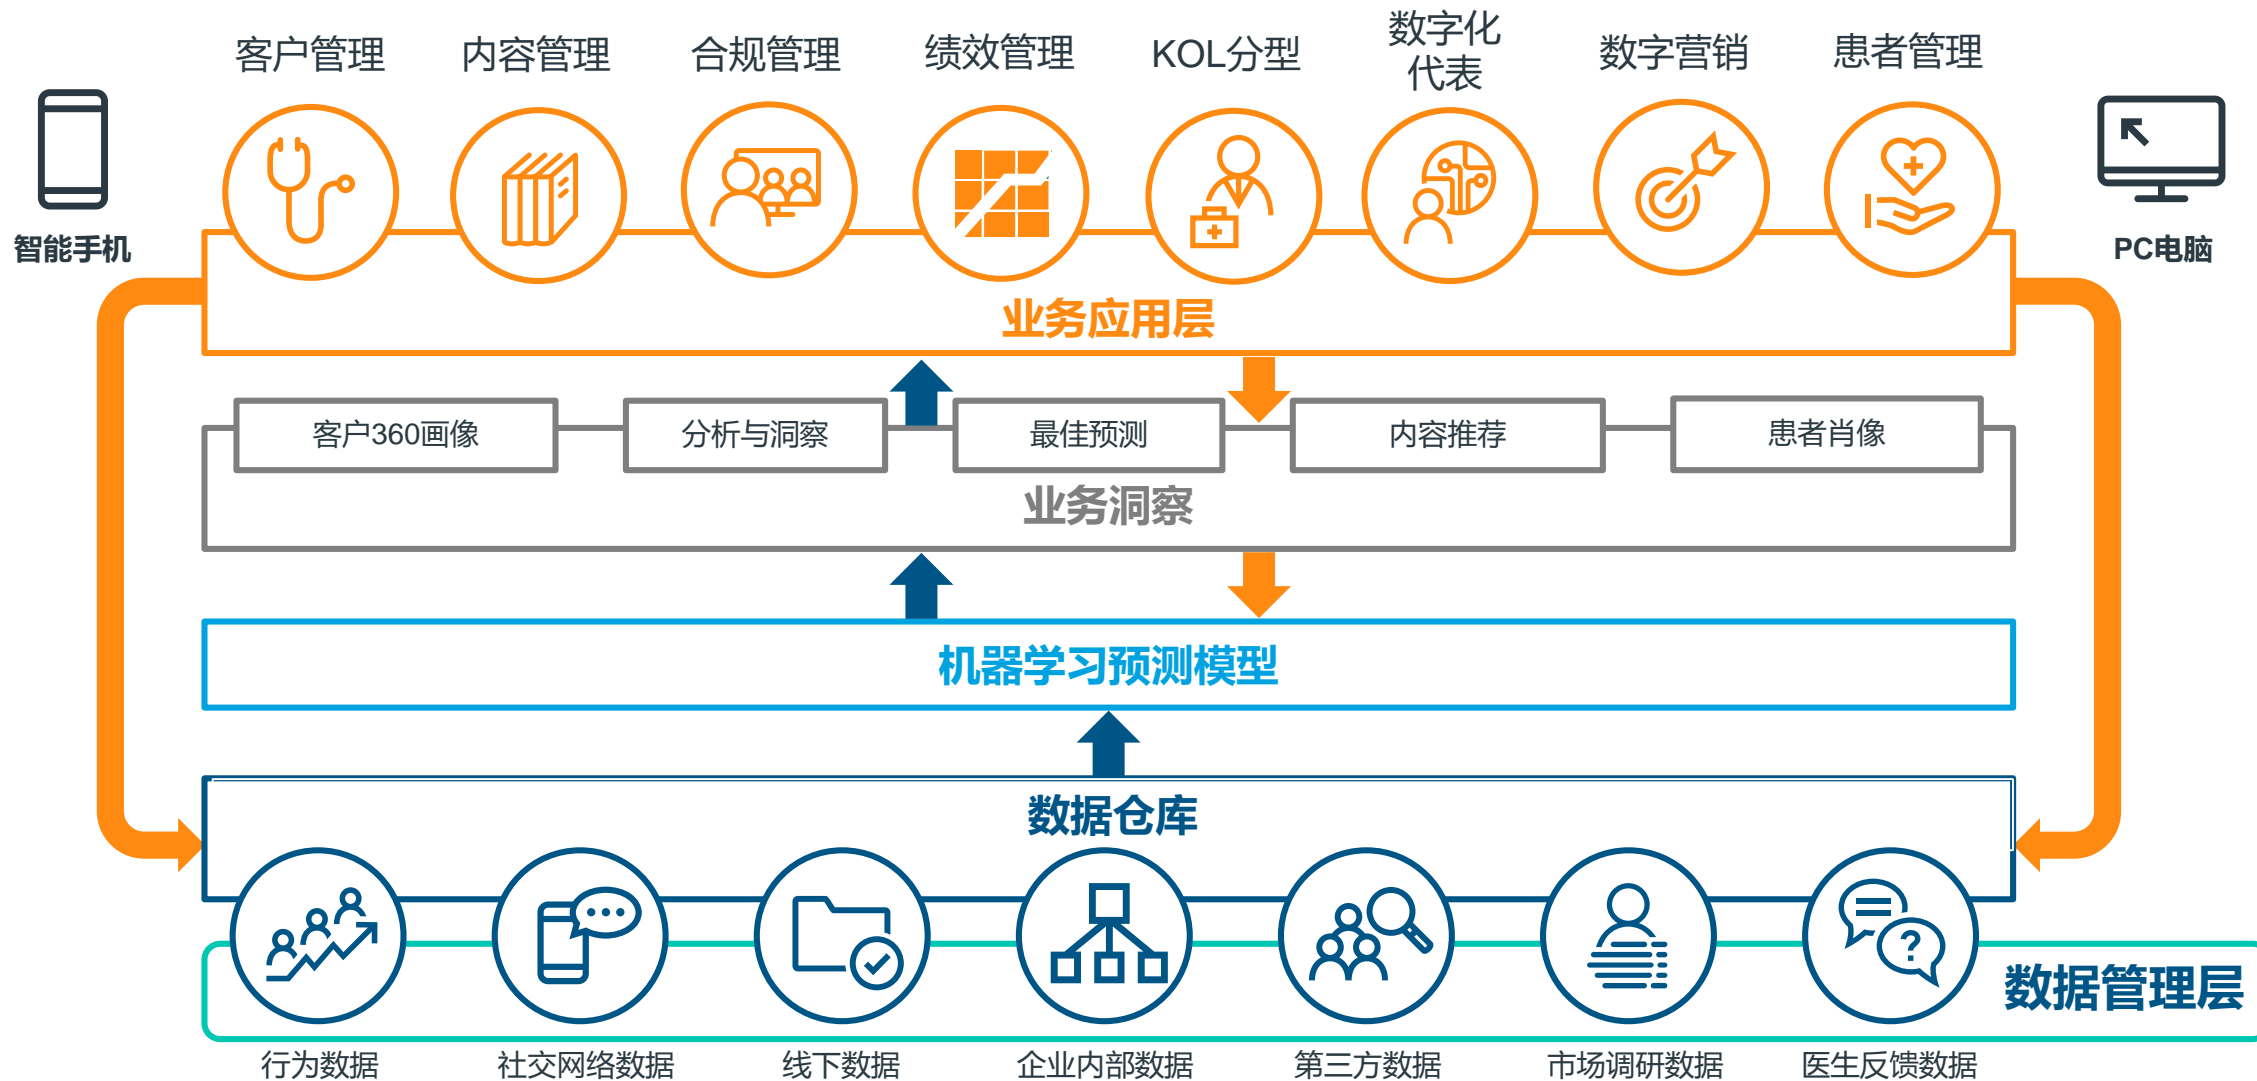 客户管理
内容管理
合规管理
绩效管理
KOL分型
数字化
代表
数字营销
患者管理
智能手机
PC电脑
业务应用层
客户360画像
分析与洞察
最佳预测
内容推荐
患者肖像
业务洞察
机器学习预测模型
数据仓库
数据管理层
行为数据
社交网络数据
线下数据
企业内部数据
第三方数据
市场调研数据
医生反馈数据